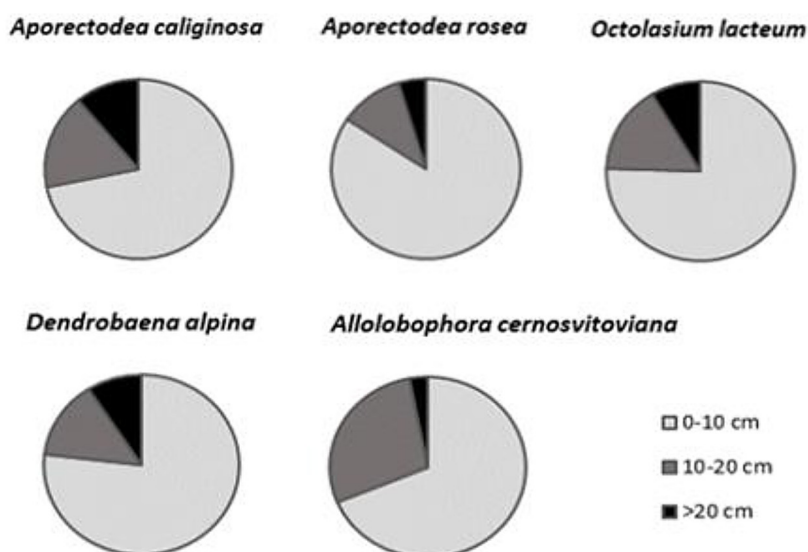 Aporectodea caliginosa
Aporectodea rosea
Octolasium lacteum
Dendrobaena alpina
Allolobophora cernosvitoviana
0-10 cm
10-20 cm
>20 cm